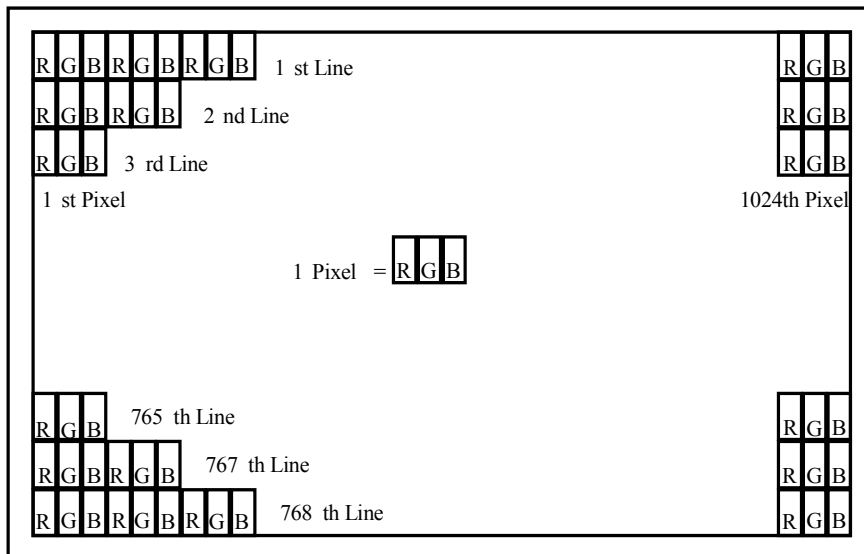 R G B R G B R G B 1 st Line R G B
R G B R G B 2 nd Line R G B
R G B 3 rd Line R G B
1 st Pixel 1024th Pixel
1 Pixel = R G B
R G B 765 th Line R G B
R G B R G B 767 th Line R G B
R G B R G B R G B 768 th Line R G B